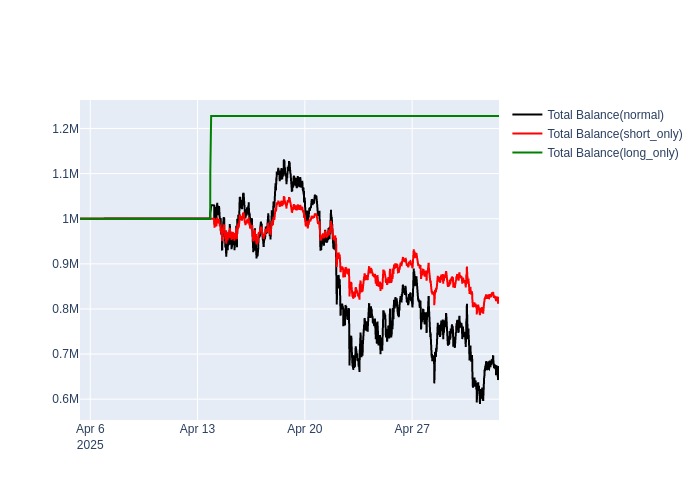 Total Balance(normal)
Total Balance(short_only)
Total Balance(long_only)
1.2M
1.1M
1M
0.9M
0.8M
0.7M
0.6M
Apr 6
2025
Apr 13
Apr 20
Apr 27